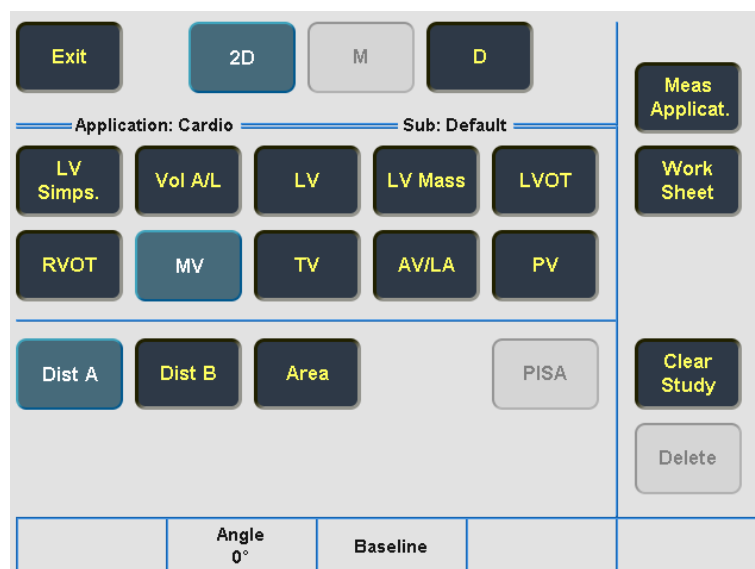 Exit
2D
M
D
Meas
Applicat.
Application: Cardio
Sub: Default
LV
Simps.
Vol A/L
LV
LV Mass
LVOT
Work
Sheet
RVOT
MV
TV
AV/LA
PV
Dist A
Dist B
Area
PISA
Clear
Study
Delete
Angle
0°
Baseline